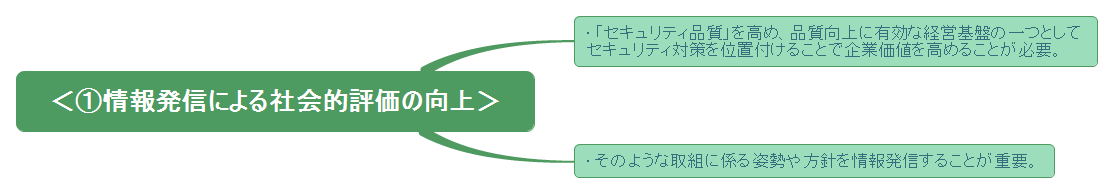 ・「セキュリティ品質」を高め、品質向上に有効な経営基盤の一つとして
セキュリティ対策を位置付けることで企業価値を高めることが必要。
＜①情報発信による社会的評価の向上＞
・そのような取組に係る姿勢や方針を情報発信することが重要。